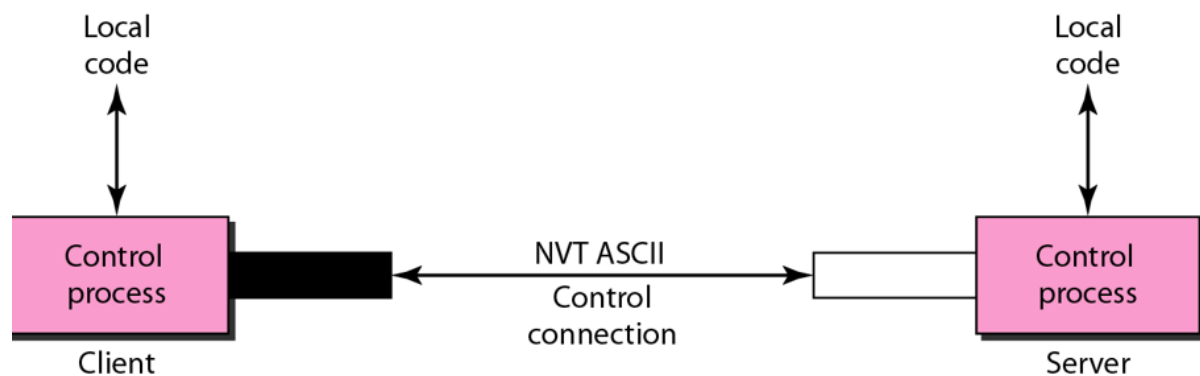 Local
code
Local
code
Control
process
NVT ASCII
Control
connection
Control
process
Client
Server